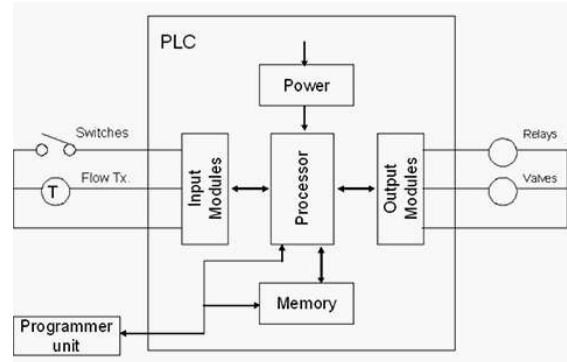 PLC
Power
Switches
Relays
Flow Tx.
Valves
T
Input
Modules
Processor
Output
Modules
Memory
Programmer
unit